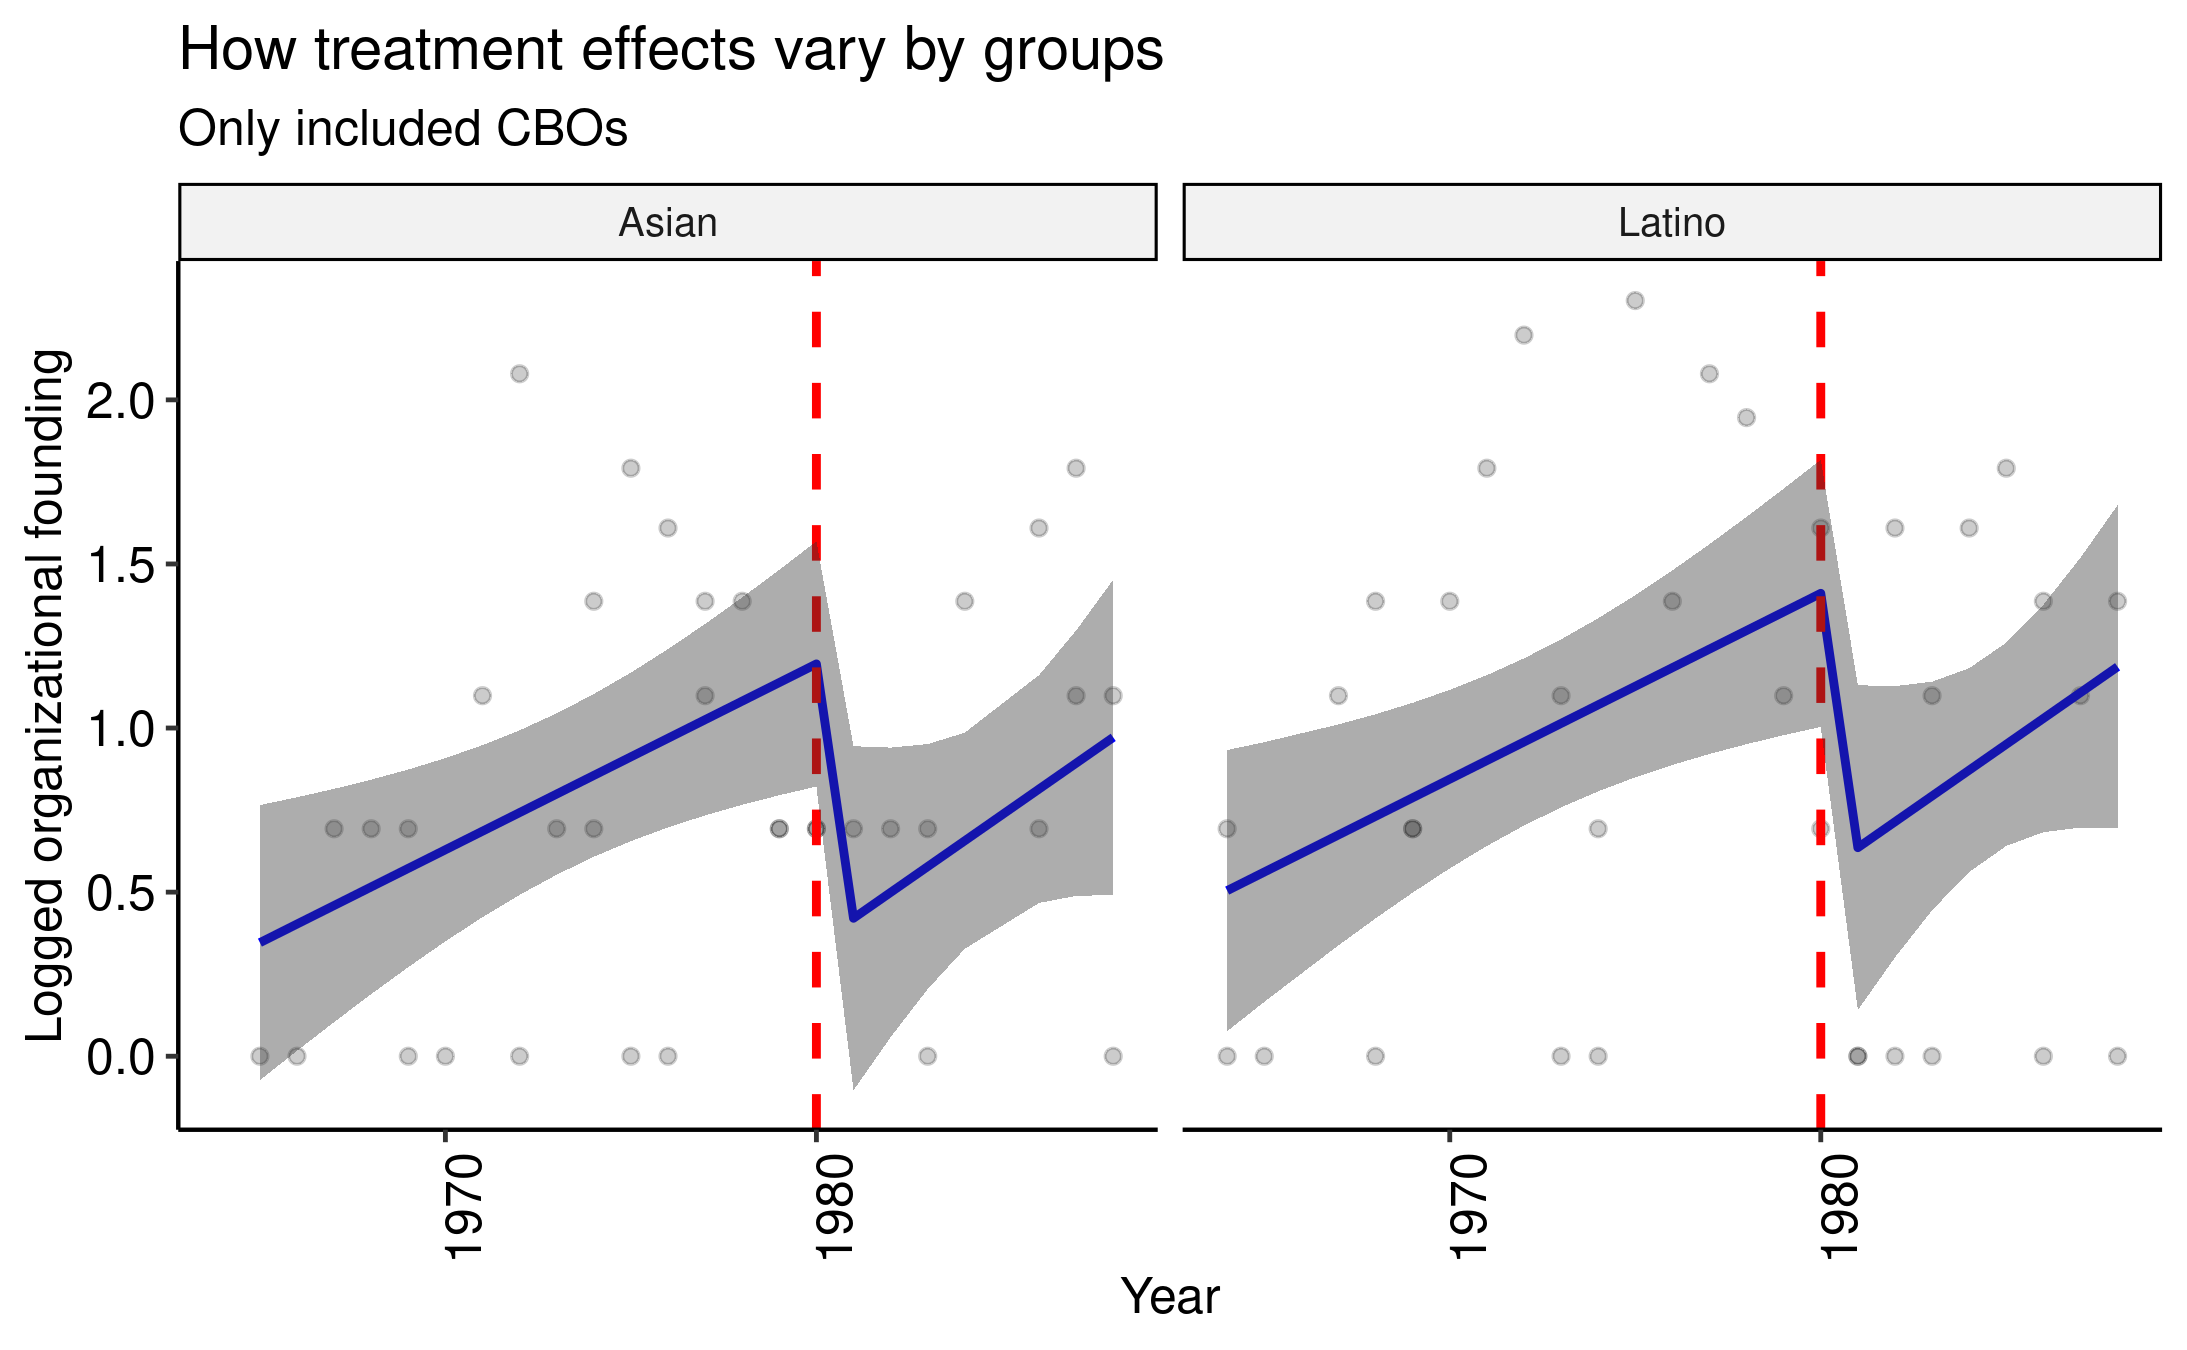 How treatment effects vary by groups
Only included CBOs
Asian
Latino
Logged organizational founding
2.0
1.5
1.0
0.5
0.0
1970
1980
1970
1980
Year